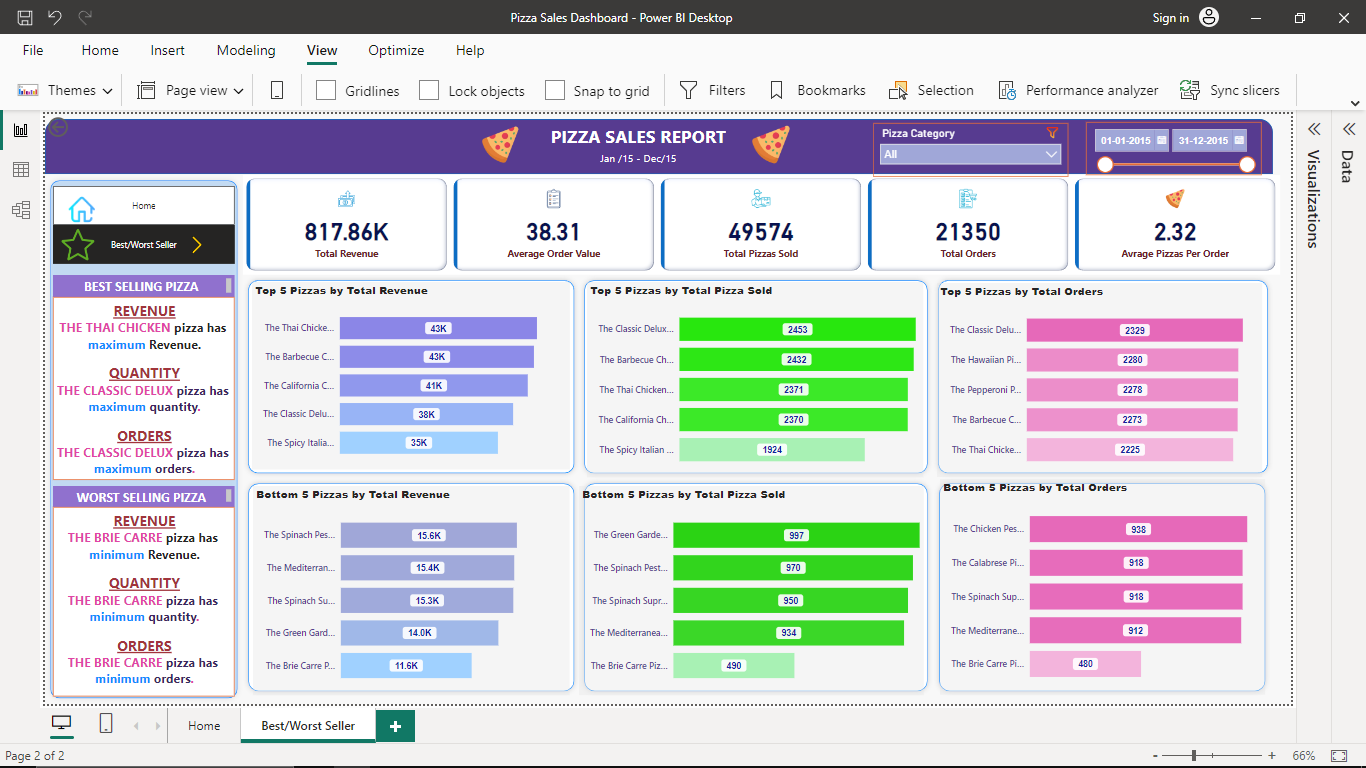 Pizza Sales Dashboard - Power BI Desktop
Sign in
File Home Insert Modeling View Optimize Help
Themes Page view Gridlines Lock objects Snap to grid Filters Bookmarks Selection Performance analyzer Sync slicers
PIZZA SALES REPORT
Jan /15 - Dec/15
Pizza Category
All
01-01-2015 31-12-2015
Visualizations
Data
Home
Best/Worst Seller
817.86K
Total Revenue
38.31
Average Order Value
49574
Total Pizzas Sold
21350
Total Orders
2.32
Avrage Pizzas Per Order
BEST SELLING PIZZA
REVENUE
THE THAI CHICKEN pizza has
maximum Revenue.
QUANTITY
THE CLASSIC DELUX pizza has
maximum quantity.
ORDERS
THE CLASSIC DELUX pizza has
maximum orders.
WORST SELLING PIZZA
REVENUE
THE BRIE CARRE pizza has
minimum Revenue.
QUANTITY
THE BRIE CARRE pizza has
minimum quantity.
ORDERS
THE BRIE CARRE pizza has
minimum orders.
Top 5 Pizzas by Total Revenue
The Thai Chicke... 43K
The Barbecue C... 43K
The California C... 41K
The Classic Delu... 38K
The Spicy Italia... 35K
Top 5 Pizzas by Total Pizza Sold
The Classic Delux... 2453
The Barbecue Ch... 2432
The Thai Chicken... 2371
The California Ch... 2370
The Spicy Italian ... 1924
Top 5 Pizzas by Total Orders
The Classic Delu... 2329
The Hawaiian Pi... 2280
The Pepperoni P... 2278
The Barbecue C... 2273
The Thai Chicke... 2225
Bottom 5 Pizzas by Total Revenue
The Spinach Pes... 15.6K
The Mediterran... 15.4K
The Spinach Su... 15.3K
The Green Gard... 14.0K
The Brie Carre P... 11.6K
Bottom 5 Pizzas by Total Pizza Sold
The Green Garde... 997
The Spinach Pest... 970
The Spinach Supr... 950
The Mediterranea... 934
The Brie Carre Piz... 490
Bottom 5 Pizzas by Total Orders
The Chicken Pes... 938
The Calabrese Pi... 918
The Spinach Sup... 918
The Mediterrane... 912
The Brie Carre Pi... 480
Home Best/Worst Seller +
Page 2 of 2
- + 66%